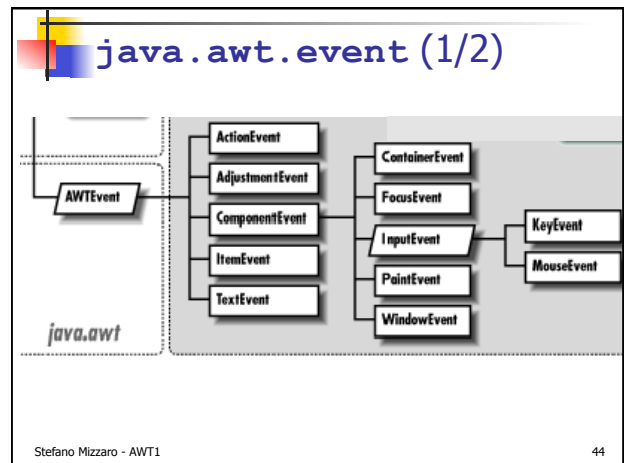 java.awt.event (1/2)
ActionEvent
AdjustmentEvent
AWTEvent
ComponentEvent
ItemEvent
TextEvent
ContainerEvent
FocusEvent
InputEvent
PaintEvent
WindowEvent
KeyEvent
MouseEvent
java.awt
Stefano Mizzaro - AWT1
44